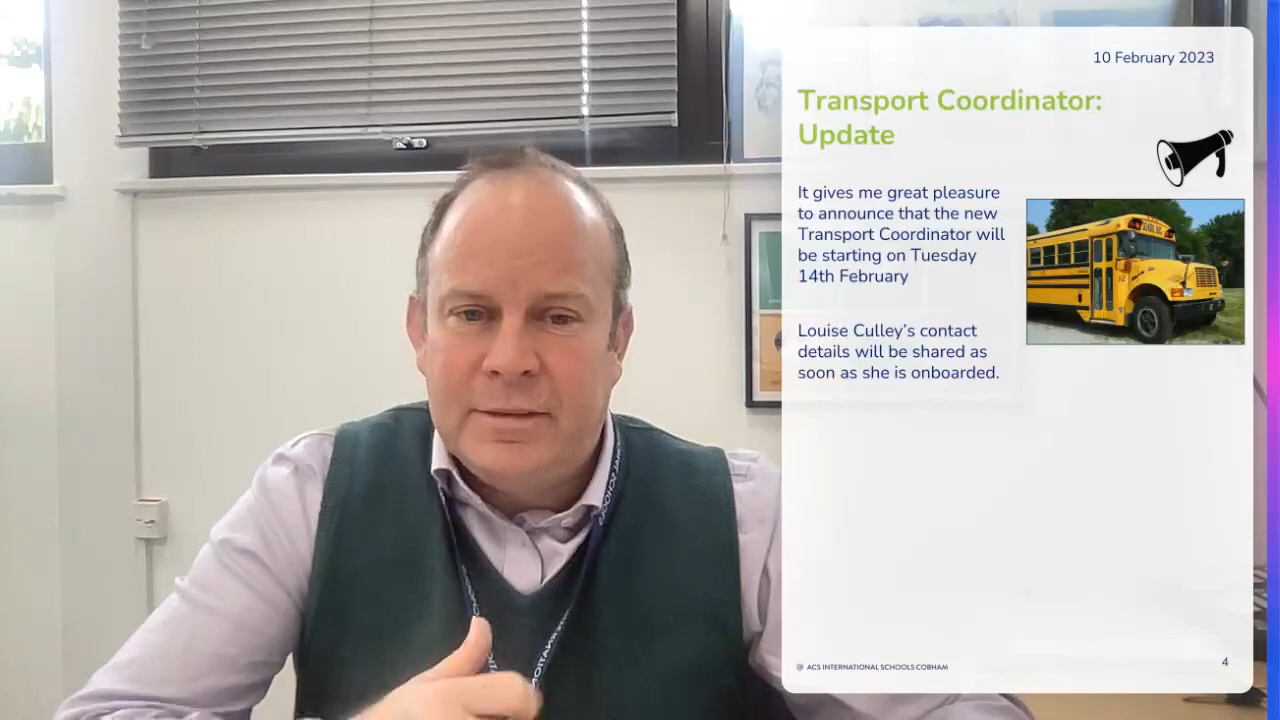 10 February 2023
Transport Coordinator:
Update
It gives me great pleasure
to announce that the new
Transport Coordinator will
be starting on Tuesday
14th February
SCHOOL BUS
Louise Culley's contact
details will be shared as
soon as she is onboarded.
ACS INTERNATIONAL SCHOOLS COBHAM
4